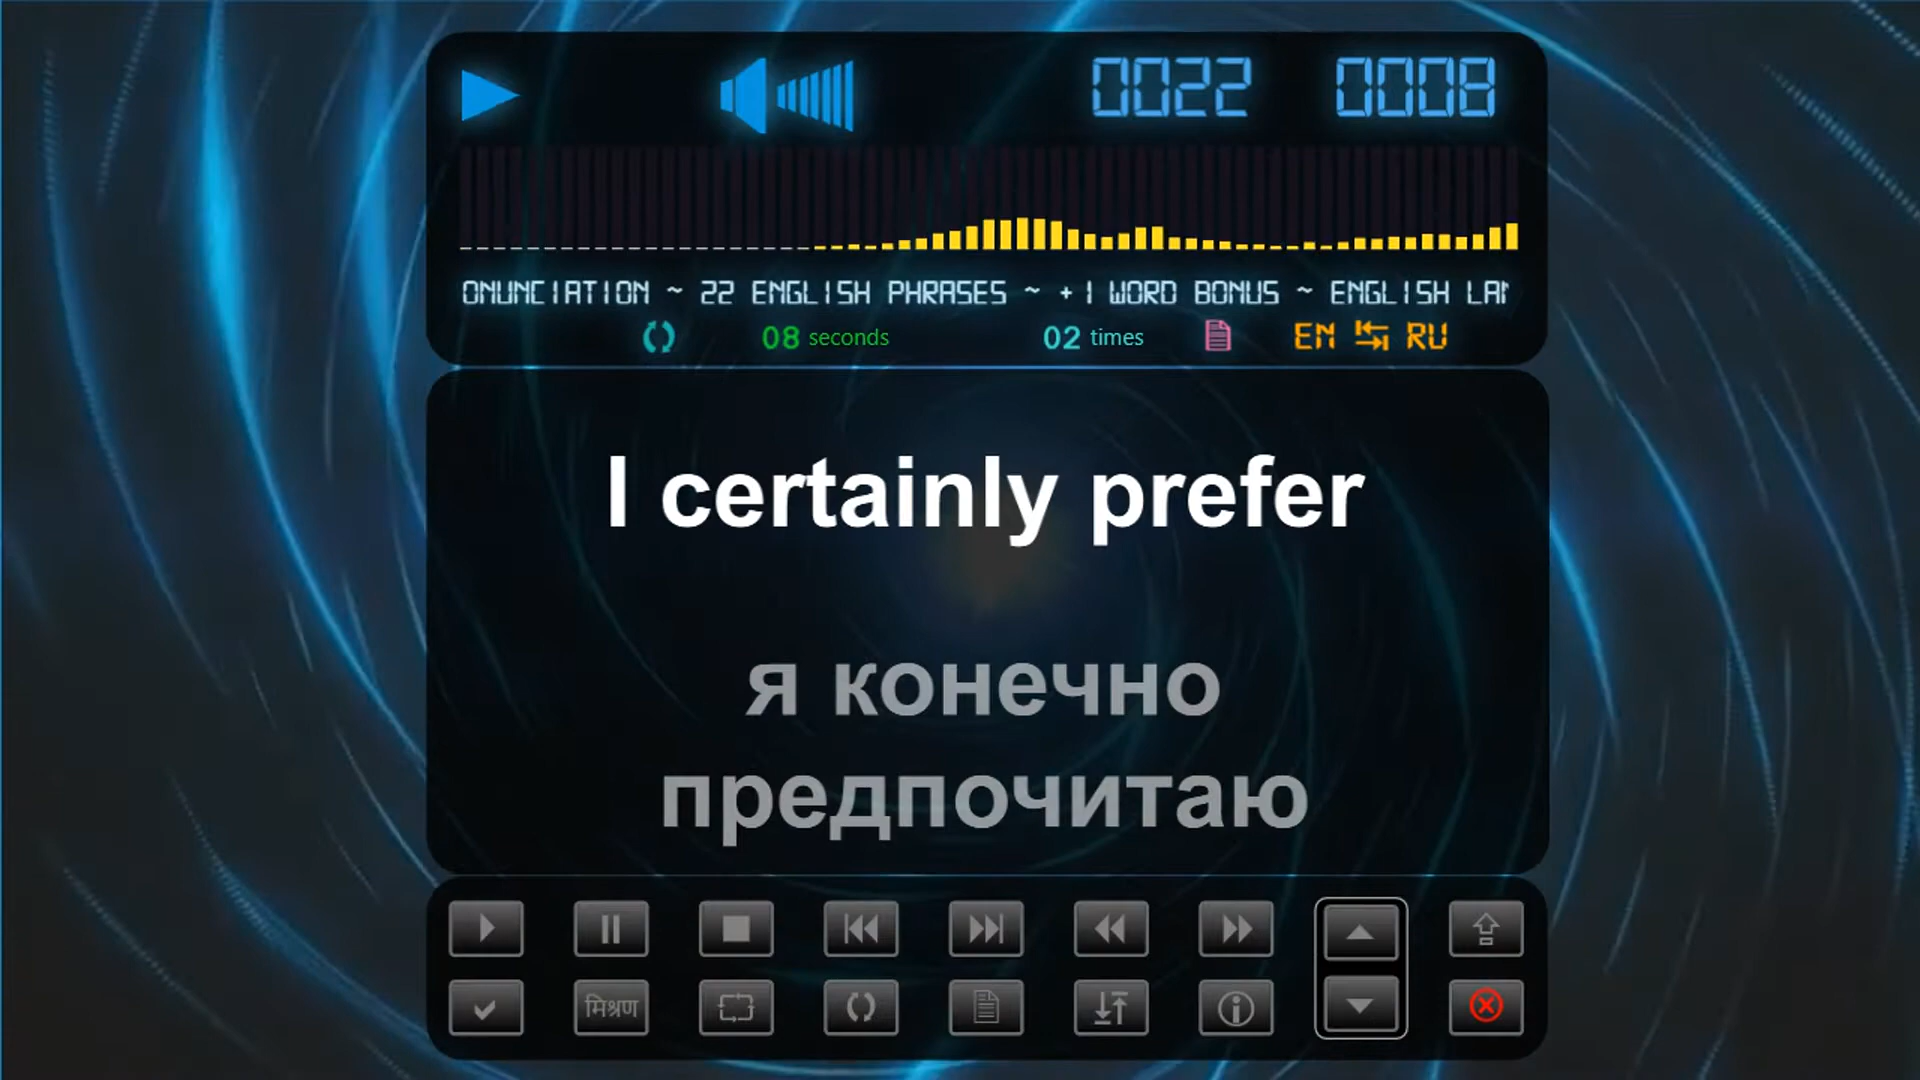 0022 0008
ONUNCIATION ~ 22 ENGLISH PHRASES ~ +1 WORD BONUS ~ ENGLISH LAN
08 seconds 02 times EN RU
I certainly prefer
я конечно
предпочитаю
मिश्रण